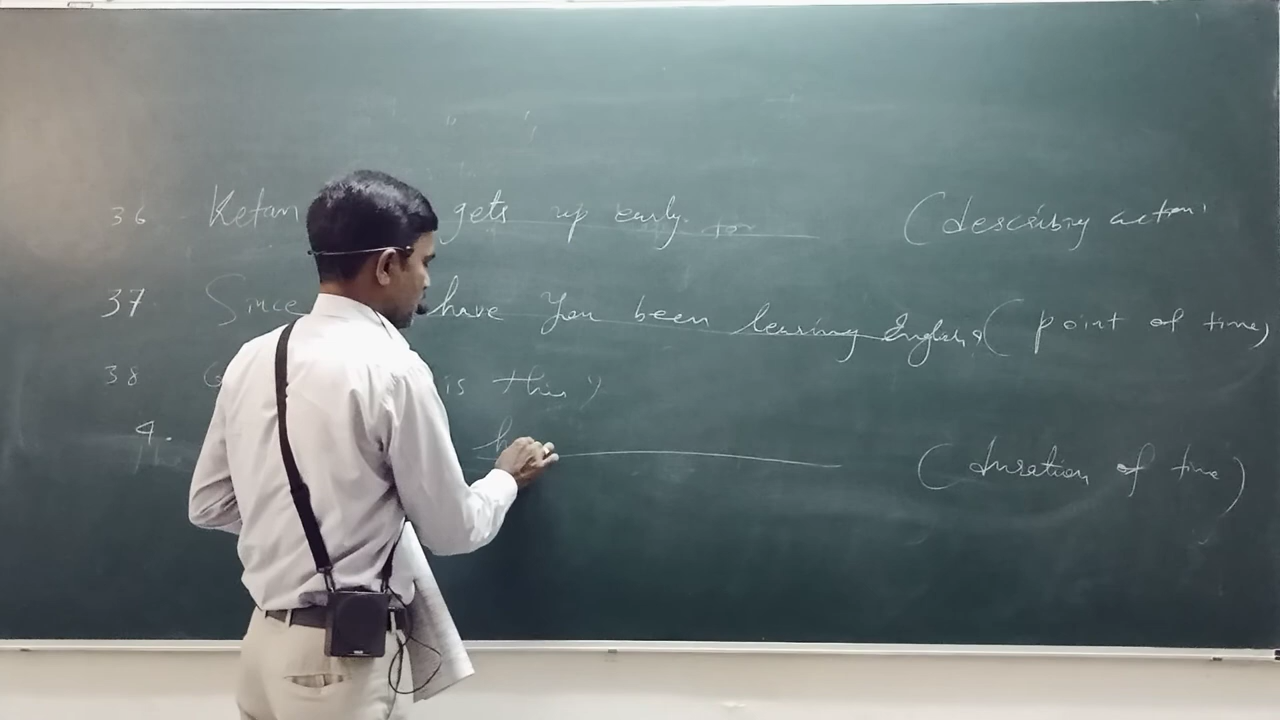 36 Ketan gets up early. (describing action)
37 Since have you been learning English (point of time)
38 is this?
4. h (duration of time)